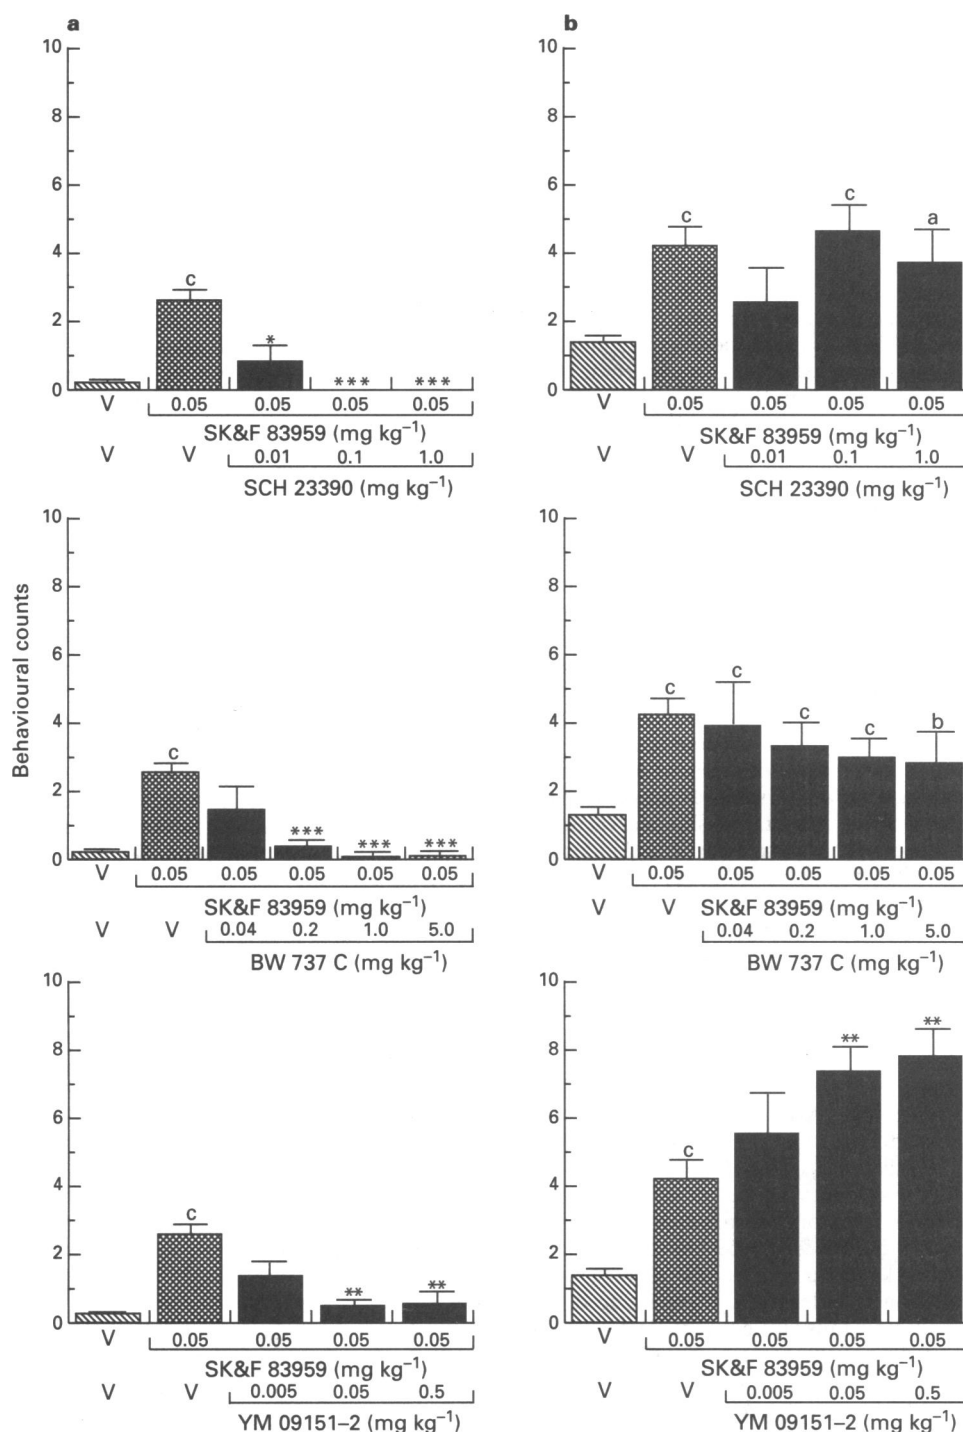 a
b
10
8
6
4
2
0
c
*
***
***
V
0.05
0.05
0.05
0.05
SK&F 83959 (mg kg⁻¹)
V
V
0.01
0.1
1.0
SCH 23390 (mg kg⁻¹)
10
8
6
4
2
0
c
c
a
V
0.05
0.05
0.05
0.05
SK&F 83959 (mg kg⁻¹)
V
V
0.01
0.1
1.0
SCH 23390 (mg kg⁻¹)
Behavioural counts
10
8
6
4
2
0
c
***
***
***
V
0.05
0.05
0.05
0.05
0.05
SK&F 83959 (mg kg⁻¹)
V
V
0.04
0.2
1.0
5.0
BW 737 C (mg kg⁻¹)
10
8
6
4
2
0
c
c
c
c
b
V
0.05
0.05
0.05
0.05
0.05
SK&F 83959 (mg kg⁻¹)
V
V
0.04
0.2
1.0
5.0
BW 737 C (mg kg⁻¹)
10
8
6
4
2
0
c
**
**
V
0.05
0.05
0.05
0.05
SK&F 83959 (mg kg⁻¹)
V
V
0.005
0.05
0.5
YM 09151–2 (mg kg⁻¹)
10
8
6
4
2
0
c
**
**
V
0.05
0.05
0.05
0.05
SK&F 83959 (mg kg⁻¹)
V
V
0.005
0.05
0.5
YM 09151–2 (mg kg⁻¹)